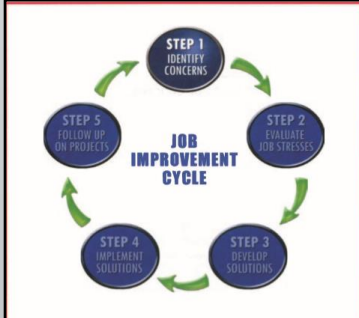 STEP 1
IDENTIFY
CONCERNS
STEP 2
EVALUATE
JOB STRESSES
STEP 3
DEVELOP
SOLUTIONS
STEP 4
IMPLEMENT
SOLUTIONS
STEP 5
FOLLOW UP
ON PROJECTS
JOB
IMPROVEMENT
CYCLE